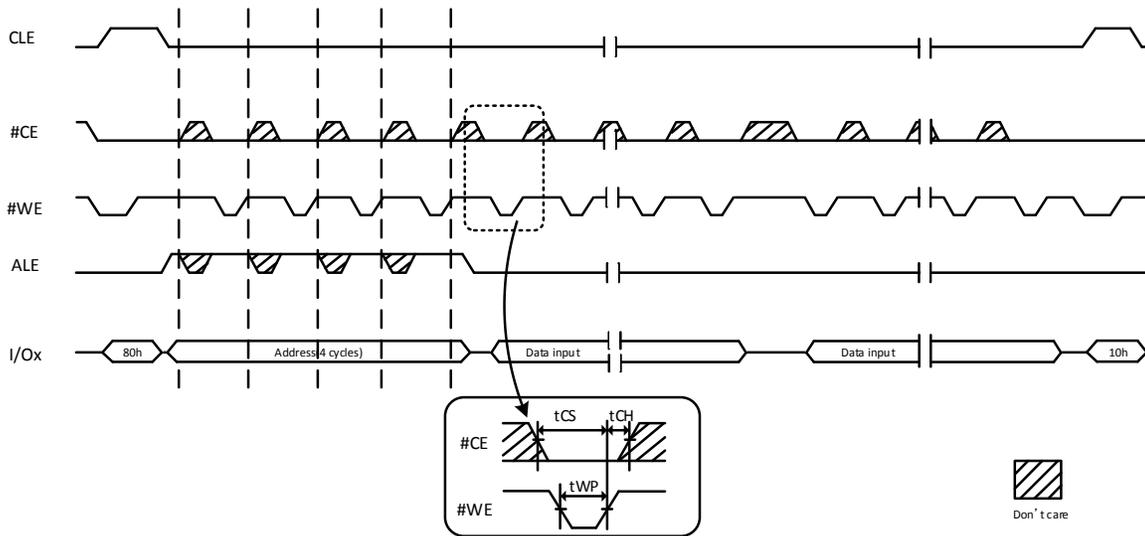 CLE
#CE
#WE
ALE
I/Ox
80h
Address(4 cycles)
Data input
Data input
10h
tCS
tCH
#CE
tWP
#WE
Don't care